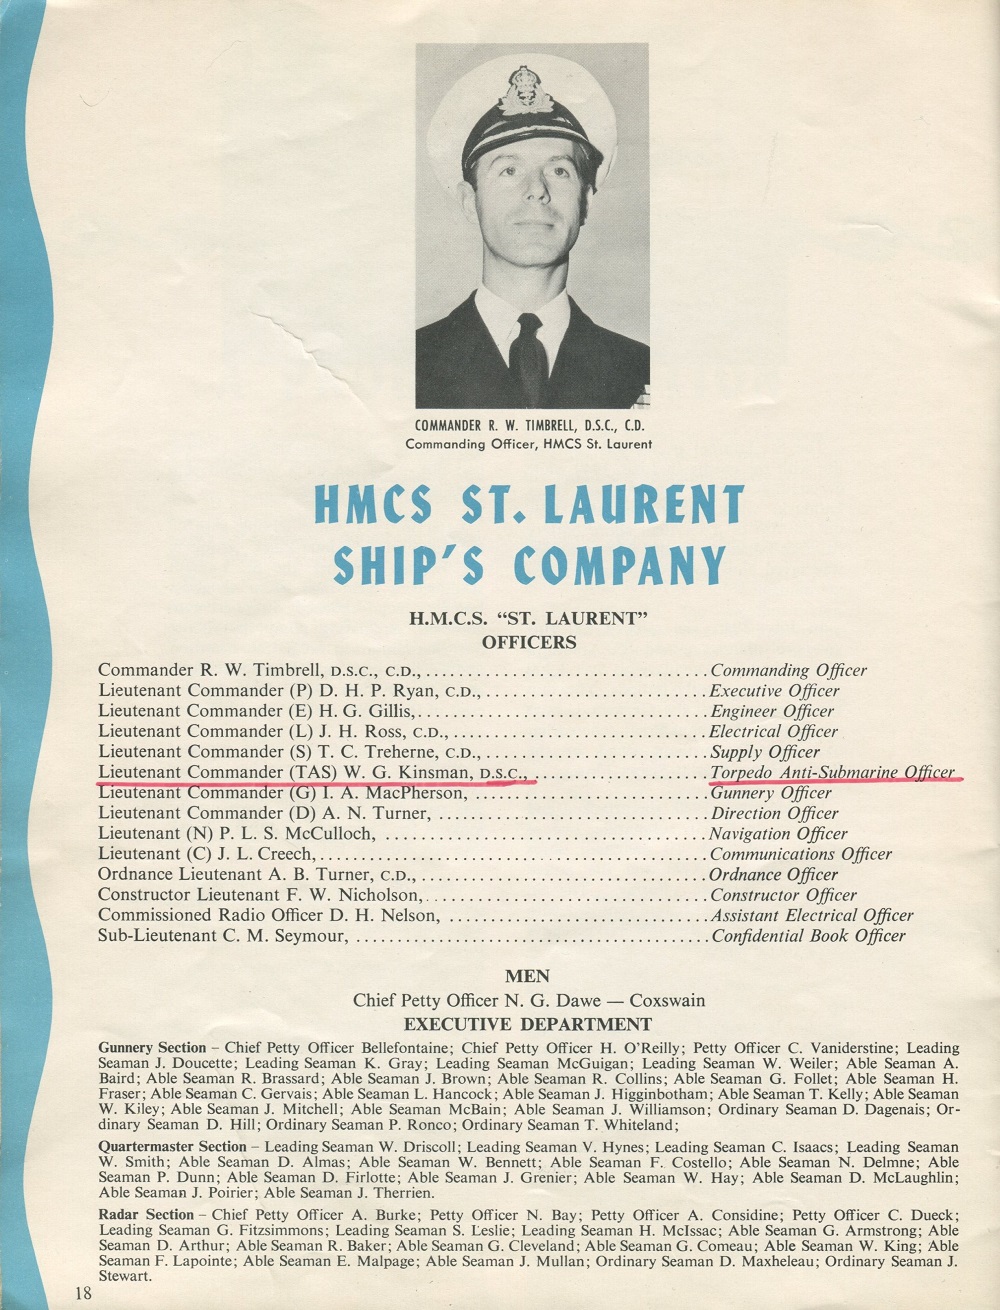 COMMANDER R. W. TIMBRELL, D.S.C., C.D.
Commanding Officer, HMCS St. Laurent
HMCS ST. LAURENT
SHIP'S COMPANY
H.M.C.S. “ST. LAURENT”
OFFICERS
Commander R. W. Timbrell, D.S.C., C.D., ........ Commanding Officer
Lieutenant Commander (P) D. H. P. Ryan, C.D., ........ Executive Officer
Lieutenant Commander (E) H. G. Gillis, ........ Engineer Officer
Lieutenant Commander (L) J. H. Ross, C.D., ........ Electrical Officer
Lieutenant Commander (S) T. C. Treherne, C.D., ........ Supply Officer
Lieutenant Commander (TAS) W. G. Kinsman, D.S.C., ........ Torpedo Anti-Submarine Officer
Lieutenant Commander (G) I. A. MacPherson, ........ Gunnery Officer
Lieutenant Commander (D) A. N. Turner, ........ Direction Officer
Lieutenant (N) P. L. S. McCulloch, ........ Navigation Officer
Lieutenant (C) J. L. Creech, ........ Communications Officer
Ordnance Lieutenant A. B. Turner, C.D., ........ Ordnance Officer
Constructor Lieutenant F. W. Nicholson, ........ Constructor Officer
Commissioned Radio Officer D. H. Nelson, ........ Assistant Electrical Officer
Sub-Lieutenant C. M. Seymour, ........ Confidential Book Officer
MEN
Chief Petty Officer N. G. Dawe — Coxswain
EXECUTIVE DEPARTMENT
Gunnery Section – Chief Petty Officer Bellefontaine; Chief Petty Officer H. O'Reilly; Petty Officer C. Vaniderstine; Leading
Seaman J. Doucette; Leading Seaman K. Gray; Leading Seaman McGuigan; Leading Seaman W. Weiler; Able Seaman A.
Baird; Able Seaman R. Brassard; Able Seaman J. Brown; Able Seaman R. Collins; Able Seaman G. Follet; Able Seaman H.
Fraser; Able Seaman C. Gervais; Able Seaman L. Hancock; Able Seaman J. Higginbotham; Able Seaman T. Kelly; Able Seaman
W. Kiley; Able Seaman J. Mitchell; Able Seaman McBain; Able Seaman J. Williamson; Ordinary Seaman D. Dagenais; Or-
dinary Seaman D. Hill; Ordinary Seaman P. Ronco; Ordinary Seaman T. Whiteland;
Quartermaster Section – Leading Seaman W. Driscoll; Leading Seaman V. Hynes; Leading Seaman C. Isaacs; Leading Seaman
W. Smith; Able Seaman D. Almas; Able Seaman W. Bennett; Able Seaman F. Costello; Able Seaman N. Delmne; Able
Seaman P. Dunn; Able Seaman D. Firlotte; Able Seaman J. Grenier; Able Seaman W. Hay; Able Seaman D. McLaughlin;
Able Seaman J. Poirier; Able Seaman J. Therrien.
Radar Section – Chief Petty Officer A. Burke; Petty Officer N. Bay; Petty Officer A. Considine; Petty Officer C. Dueck;
Leading Seaman G. Fitzsimmons; Leading Seaman S. Leslie; Leading Seaman H. McIssac; Able Seaman G. Armstrong; Able
Seaman D. Arthur; Able Seaman R. Baker; Able Seaman G. Cleveland; Able Seaman G. Comeau; Able Seaman W. King; Able
Seaman F. Lapointe; Able Seaman E. Malpage; Able Seaman J. Mullan; Ordinary Seaman D. Maxheleau; Ordinary Seaman J.
Stewart.
18